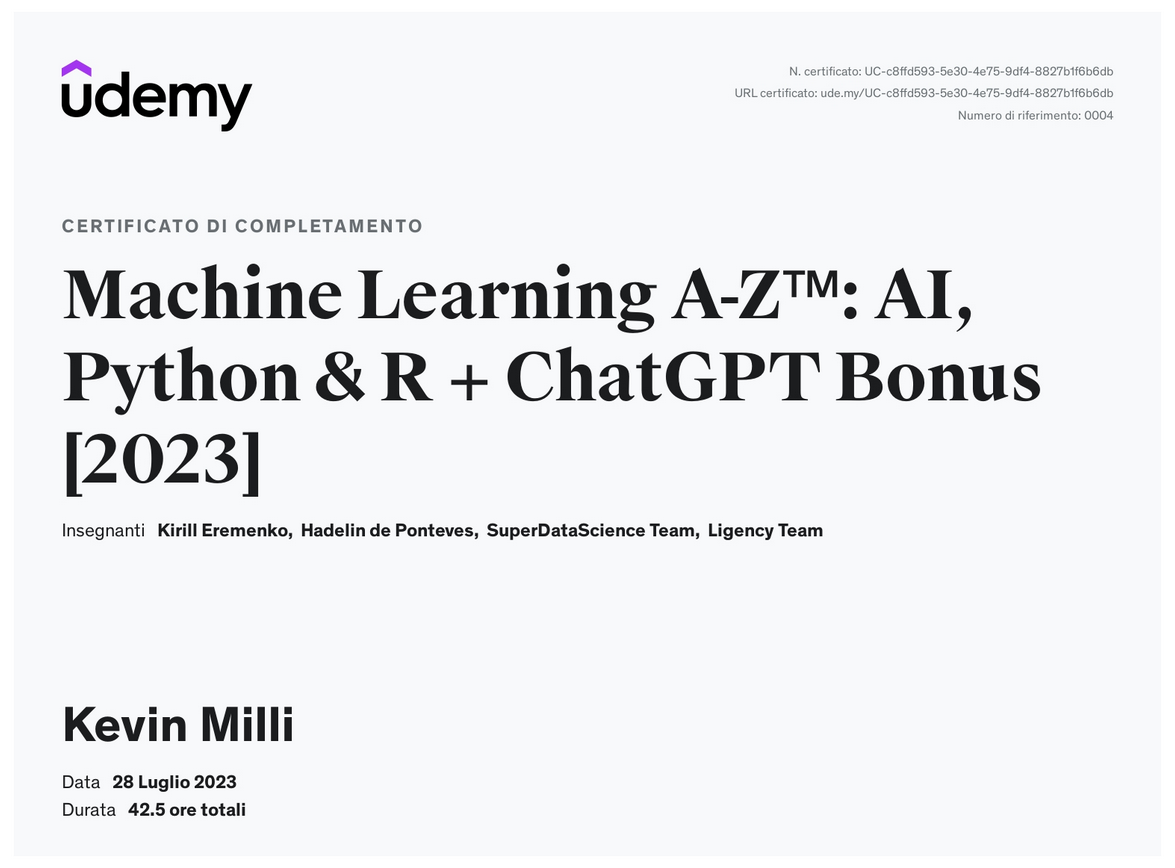 udemy
N. certificato: UC-c8ffd593-5e30-4e75-9df4-8827b1f6b6db
URL certificato: ude.my/UC-c8ffd593-5e30-4e75-9df4-8827b1f6b6db
Numero di riferimento: 0004
CERTIFICATO DI COMPLETAMENTO
Machine Learning A-Z™: AI,
Python & R + ChatGPT Bonus
[2023]
Insegnanti Kirill Eremenko, Hadelin de Ponteves, SuperDataScience Team, Ligency Team
Kevin Milli
Data 28 Luglio 2023
Durata 42.5 ore totali